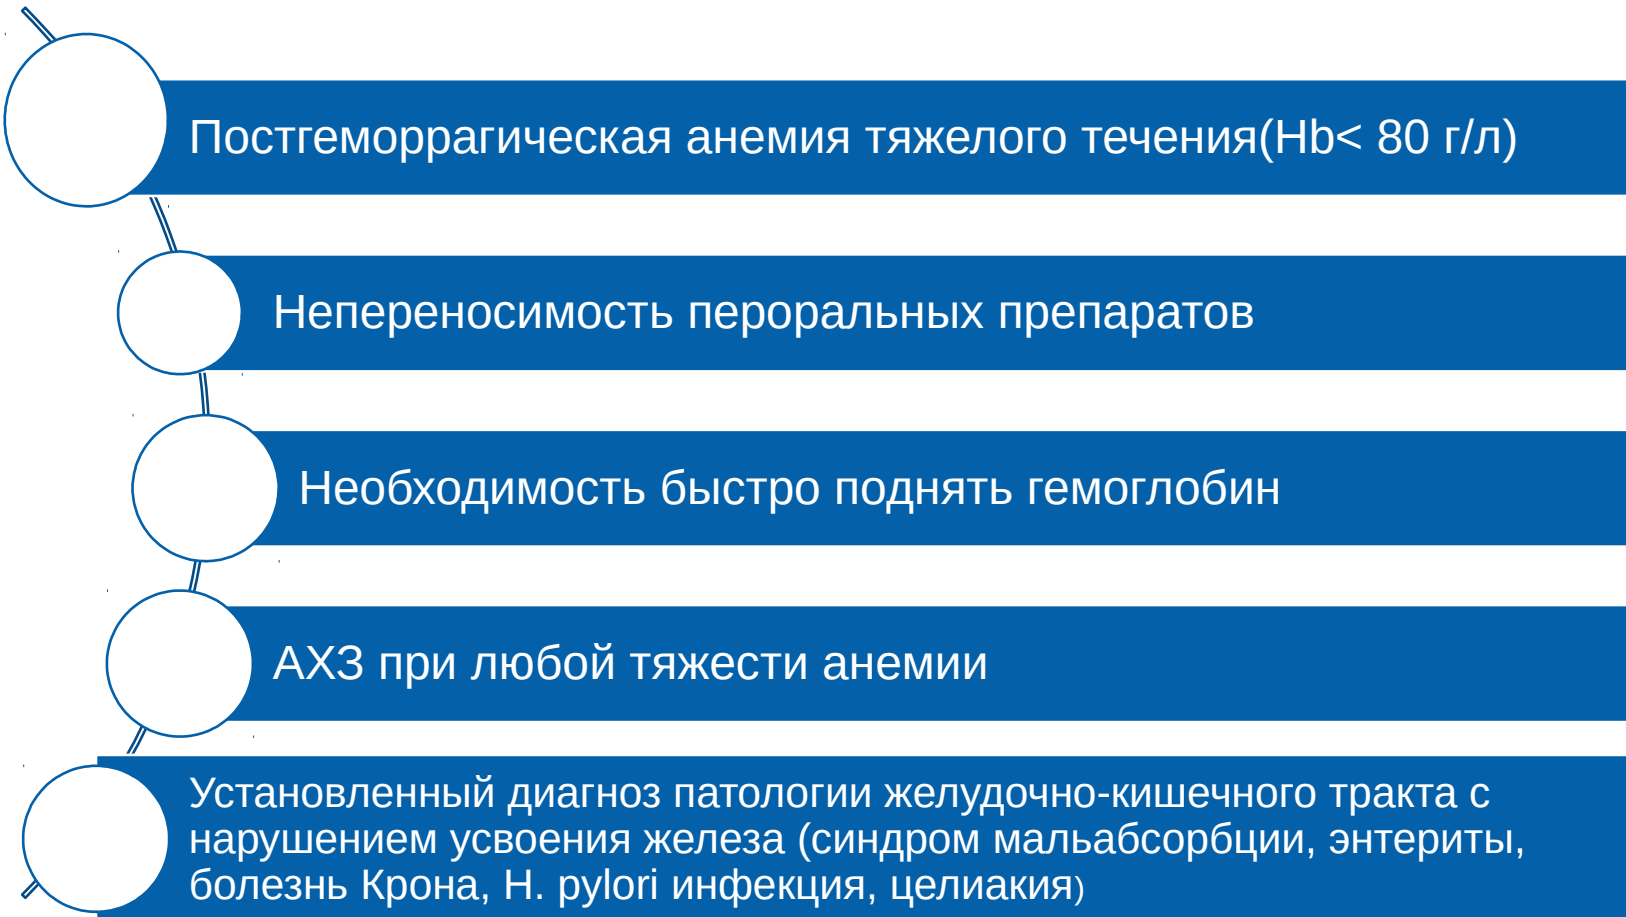 Постгеморрагическая анемия тяжелого течения(Hb< 80 г/л)
Непереносимость пероральных препаратов
Необходимость быстро поднять гемоглобин
АХЗ при любой тяжести анемии
Установленный диагноз патологии желудочно-кишечного тракта с
нарушением усвоения железа (синдром мальабсорбции, энтериты,
болезнь Крона, H. pylori инфекция, целиакия)